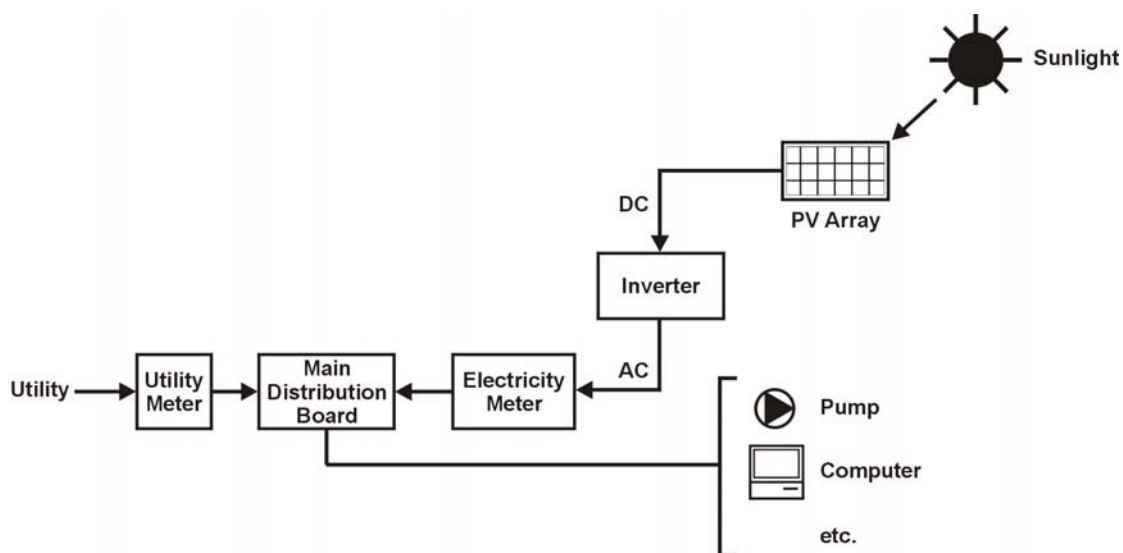 Sunlight
PV Array
DC
Inverter
AC
Utility
Utility
Meter
Main
Distribution
Board
Electricity
Meter
Pump
Computer
etc.